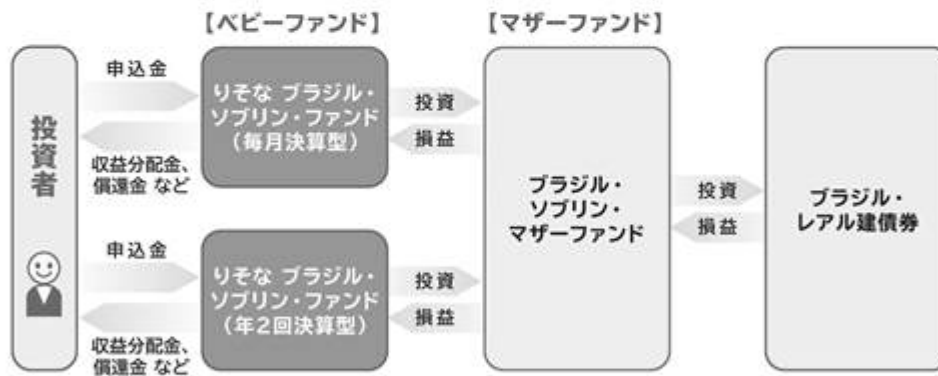 【ベビーファンド】
【マザーファンド】
投資者
申込金
収益分配金、
償還金 など
りそな ブラジル・
ソブリン・ファンド
（毎月決算型）
投資
損益
申込金
収益分配金、
償還金 など
りそな ブラジル・
ソブリン・ファンド
（年2回決算型）
投資
損益
ブラジル・
ソブリン・
マザーファンド
投資
損益
ブラジル・
レアル建債券